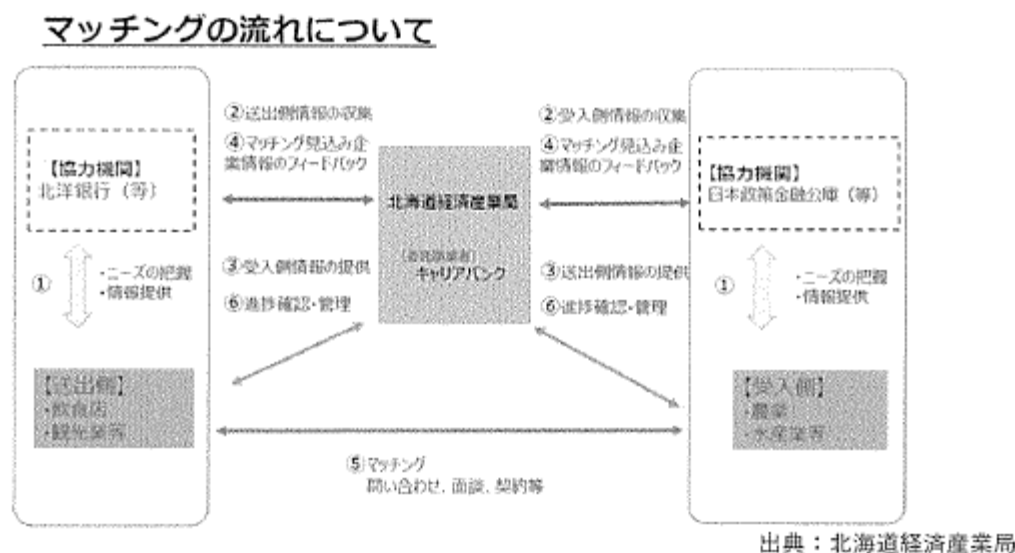 マッチングの流れについて
【協力機関】
北洋銀行（等）
①
・ニーズの把握
・情報提供
【送出側】
・飲食店
・観光業等
②送出側情報の収集
④マッチング見込み企
業情報のフィードバック
③受入側情報の提供
⑥進捗確認・管理
北海道経済産業局
キャリアバンク
②受入側情報の収集
④マッチング見込み企
業情報のフィードバック
③送出側情報の提供
⑥進捗確認・管理
【協力機関】
日本政策金融公庫（等）
①
・ニーズの把握
・情報提供
【受入側】
・農業
・水産業等
⑤マッチング
問い合わせ、面談、契約等
出典：北海道経済産業局